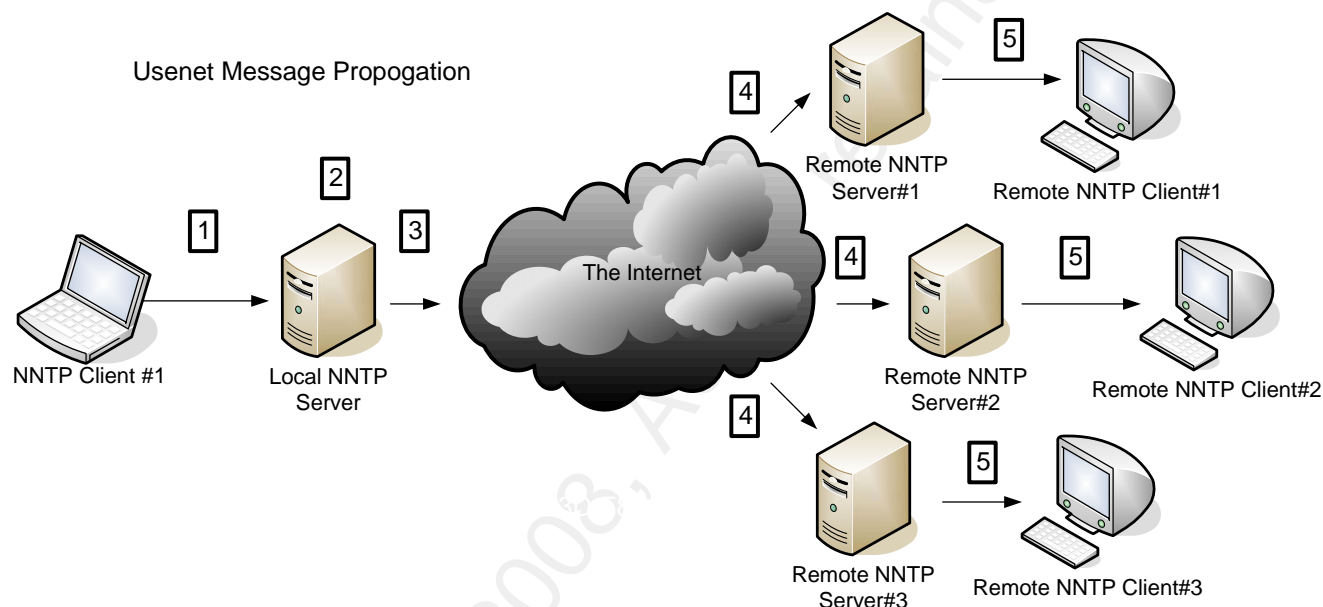 Usenet Message Propogation
1
2
3
4
4
4
5
5
5
NNTP Client #1
Local NNTP
Server
The Internet
Remote NNTP
Server#1
Remote NNTP Client#1
Remote NNTP
Server#2
Remote NNTP Client#2
Remote NNTP
Server#3
Remote NNTP Client#3
2008, A